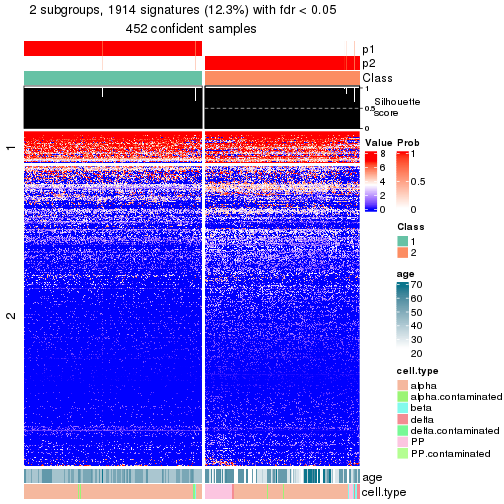 2 subgroups, 1914 signatures (12.3%) with fdr < 0.05
452 confident samples
p1
p2
Class
1
0.5
0
Silhouette
score
1
2
Value
8
6
4
2
0
Prob
1
0.5
0
Class
1
2
age
70
60
50
40
30
20
cell.type
alpha
alpha.contaminated
beta
delta
delta.contaminated
PP
PP.contaminated
age
cell.type